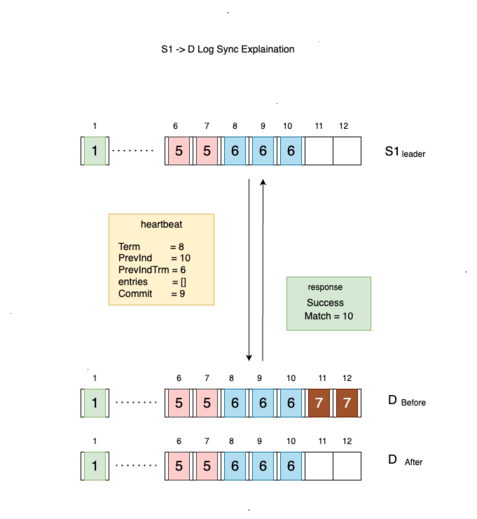 S1 -> D Log Sync Explaination
1 6 7 8 9 10 11 12
1 ........ 5 5 6 6 6 S1 leader
heartbeat
Term = 8
PrevInd = 10
PrevIndTrm = 6
entries = []
Commit = 9
response
Success
Match = 10
1 6 7 8 9 10 11 12
1 ........ 5 5 6 6 6 7 7 D Before
1 6 7 8 9 10 11 12
1 ........ 5 5 6 6 6 D After